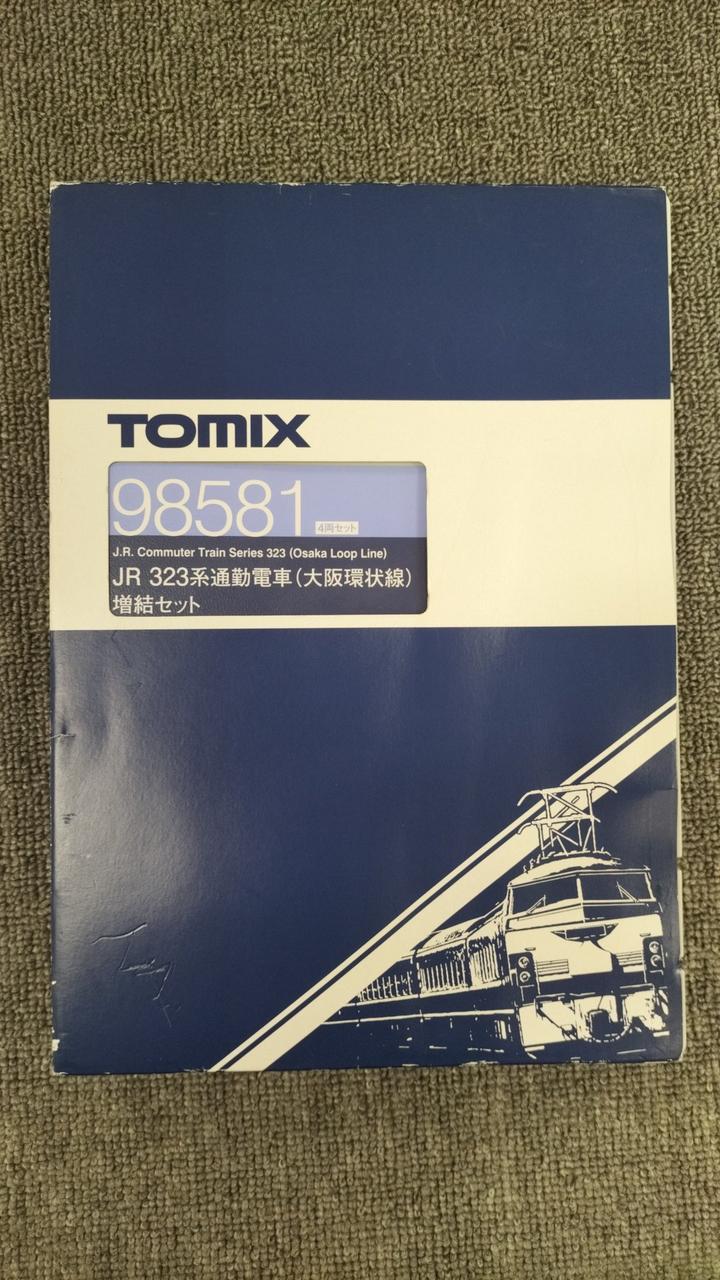 TOMIX
98581 4両セット
J.R. Commuter Train Series 323 (Osaka Loop Line)
JR 323系通勤電車(大阪環状線)
増結セット